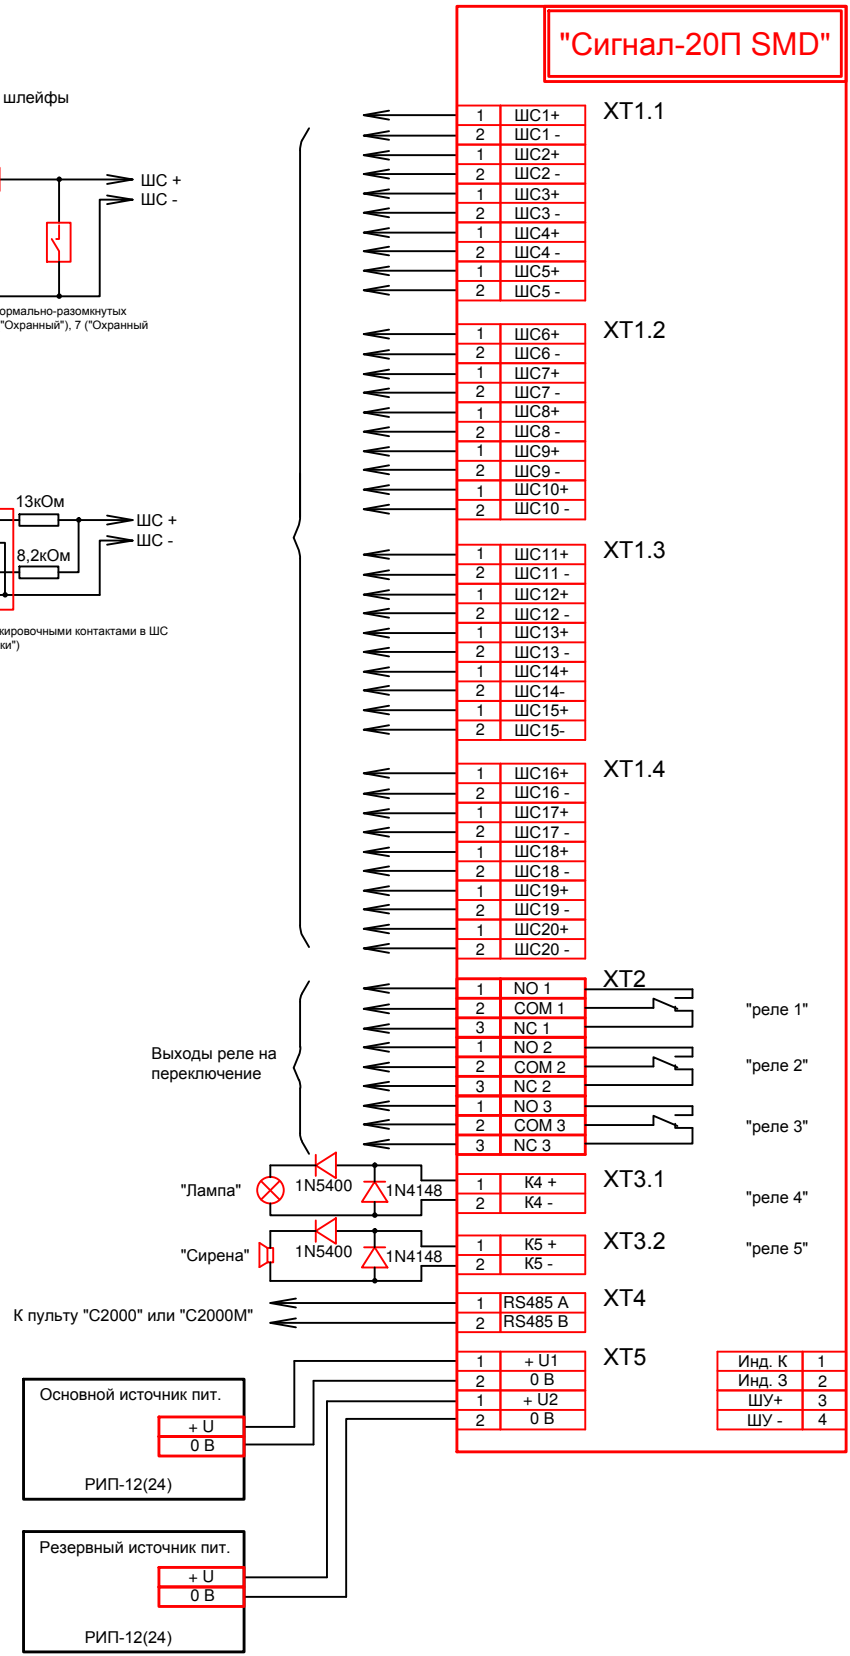 "Сигнал-20П SMD"
шлейфы
ШС +
ШС -
ормально-разомкнутых
"Охранный"), 7 ("Охранный
13кОм
ШС +
8,2кОм
ШС -
кировочными контактами в ШС
ки")
XT1.1
1 ШС1+
2 ШС1 -
1 ШС2+
2 ШС2 -
1 ШС3+
2 ШС3 -
1 ШС4+
2 ШС4 -
1 ШС5+
2 ШС5 -
XT1.2
1 ШС6+
2 ШС6 -
1 ШС7+
2 ШС7 -
1 ШС8+
2 ШС8 -
1 ШС9+
2 ШС9 -
1 ШС10+
2 ШС10 -
XT1.3
1 ШС11+
2 ШС11 -
1 ШС12+
2 ШС12 -
1 ШС13+
2 ШС13 -
1 ШС14+
2 ШС14-
1 ШС15+
2 ШС15-
XT1.4
1 ШС16+
2 ШС16 -
1 ШС17+
2 ШС17 -
1 ШС18+
2 ШС18 -
1 ШС19+
2 ШС19 -
1 ШС20+
2 ШС20 -
XT2
1 NO 1
2 COM 1 "реле 1"
3 NC 1
Выходы реле на
переключение
1 NO 2
2 COM 2 "реле 2"
3 NC 2
1 NO 3
2 COM 3 "реле 3"
3 NC 3
"Лампа" 1N5400 1N4148
XT3.1
1 К4 +
2 К4 - "реле 4"
"Сирена" 1N5400 1N4148
XT3.2
1 К5 + "реле 5"
2 К5 -
К пульту "С2000" или "С2000М"
XT4
1 RS485 A
2 RS485 B
XT5
1 + U1
2 0 В
1 + U2
2 0 В
Инд. К 1
Инд. З 2
ШУ+ 3
ШУ - 4
Основной источник пит.
+ U
0 В
РИП-12(24)
Резервный источник пит.
+ U
0 В
РИП-12(24)